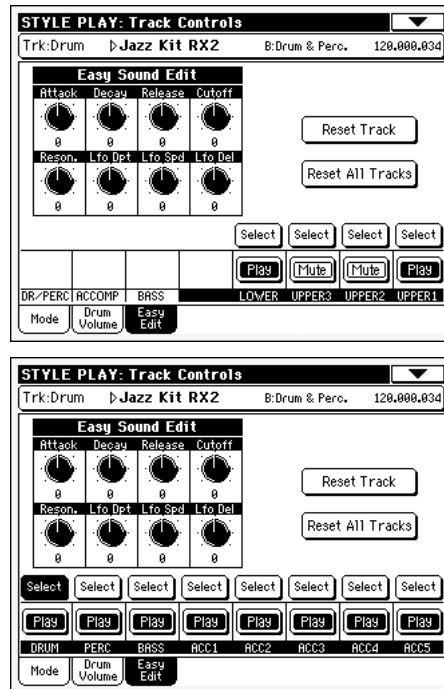 STYLE PLAY: Track Controls
Trk:Drum ▷Jazz Kit RX2 B:Drum & Perc. 120.000.034
Easy Sound Edit
Attack Decay Release Cutoff
0 0 0 0
Reson. Lfo Dpt Lfo Spd Lfo Del
0 0 0 0
Reset Track
Reset All Tracks
Select Select Select Select
Play Mute Mute Play
DR/PERC ACCOMP BASS LOWER UPPER3 UPPER2 UPPER1
Mode Drum Volume Easy Edit
STYLE PLAY: Track Controls
Trk:Drum ▷Jazz Kit RX2 B:Drum & Perc. 120.000.034
Easy Sound Edit
Attack Decay Release Cutoff
0 0 0 0
Reson. Lfo Dpt Lfo Spd Lfo Del
0 0 0 0
Reset Track
Reset All Tracks
Select Select Select Select Select Select Select Select
Play Play Play Play Play Play Play Play
DRUM PERC BASS ACC1 ACC2 ACC3 ACC4 ACC5
Mode Drum Volume Easy Edit